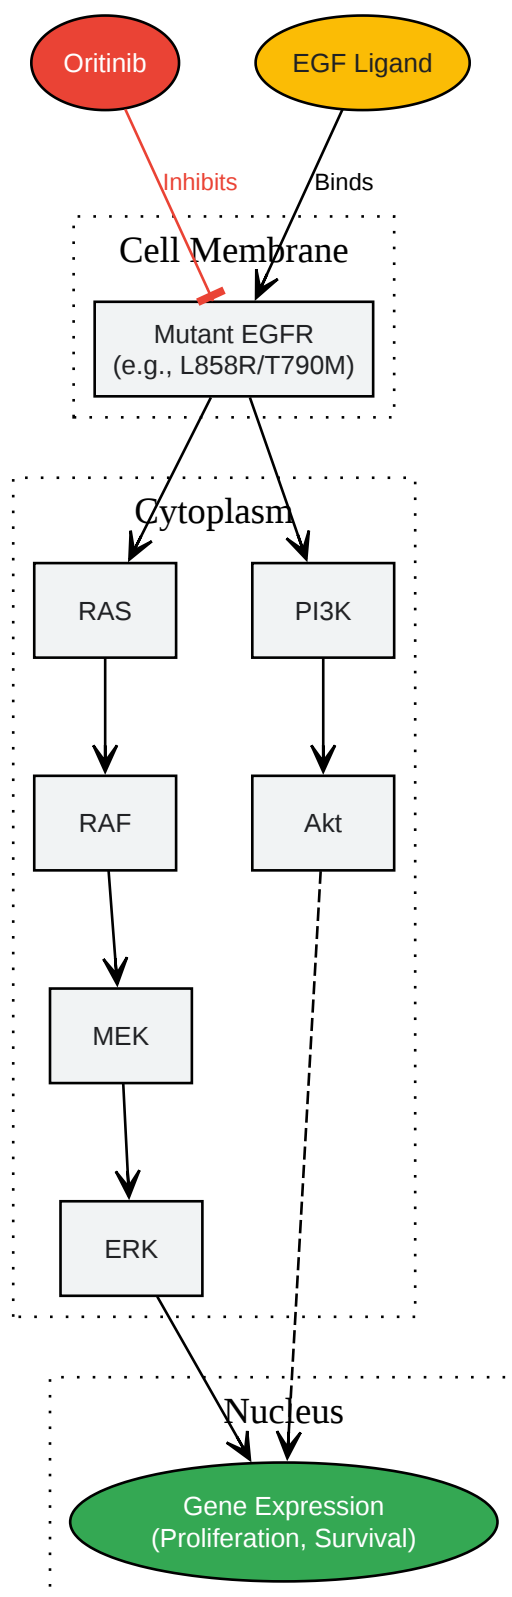 Oritinib
EGF Ligand
Inhibits
Binds
Cell Membrane
Mutant EGFR
(e.g., L858R/T790M)
Cytoplasm
RAS
PI3K
RAF
Akt
MEK
ERK
Nucleus
Gene Expression
(Proliferation, Survival)